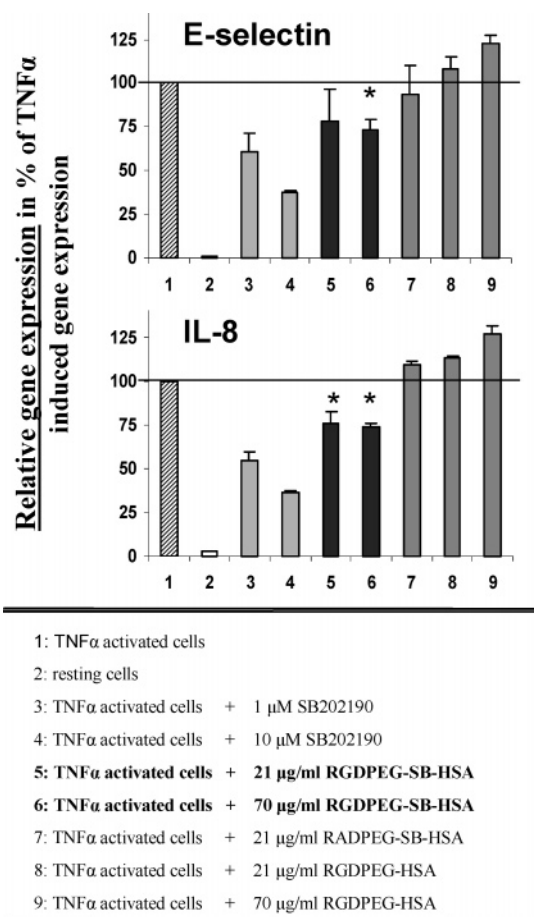 Relative gene expression in % of TNFα
induced gene expression
E-selectin
125
100
75
50
25
0
*
1 2 3 4 5 6 7 8 9
IL-8
125
100
75
50
25
0
* *
1 2 3 4 5 6 7 8 9
1: TNFα activated cells
2: resting cells
3: TNFα activated cells + 1 µM SB202190
4: TNFα activated cells + 10 µM SB202190
5: TNFα activated cells + 21 µg/ml RGDPEG-SB-HSA
6: TNFα activated cells + 70 µg/ml RGDPEG-SB-HSA
7: TNFα activated cells + 21 µg/ml RADPEG-SB-HSA
8: TNFα activated cells + 21 µg/ml RGDPEG-HSA
9: TNFα activated cells + 70 µg/ml RGDPEG-HSA